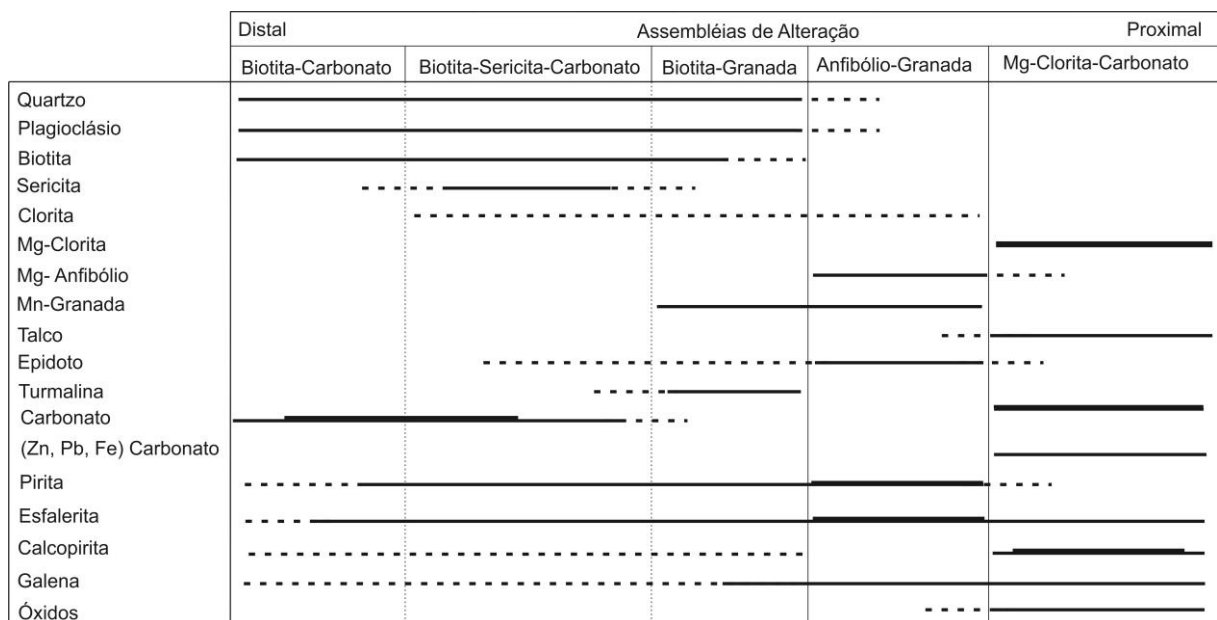 Distal Assembléias de Alteração Proximal
Biotita-Carbonato Biotita-Sericita-Carbonato Biotita-Granada Anfibólio-Granada Mg-Clorita-Carbonato
Quartzo
Plagioclásio
Biotita
Sericita
Clorita
Mg-Clorita
Mg- Anfibólio
Mn-Granada
Talco
Epidoto
Turmalina
Carbonato
(Zn, Pb, Fe) Carbonato
Pirita
Esfalerita
Calcopirita
Galena
Óxidos